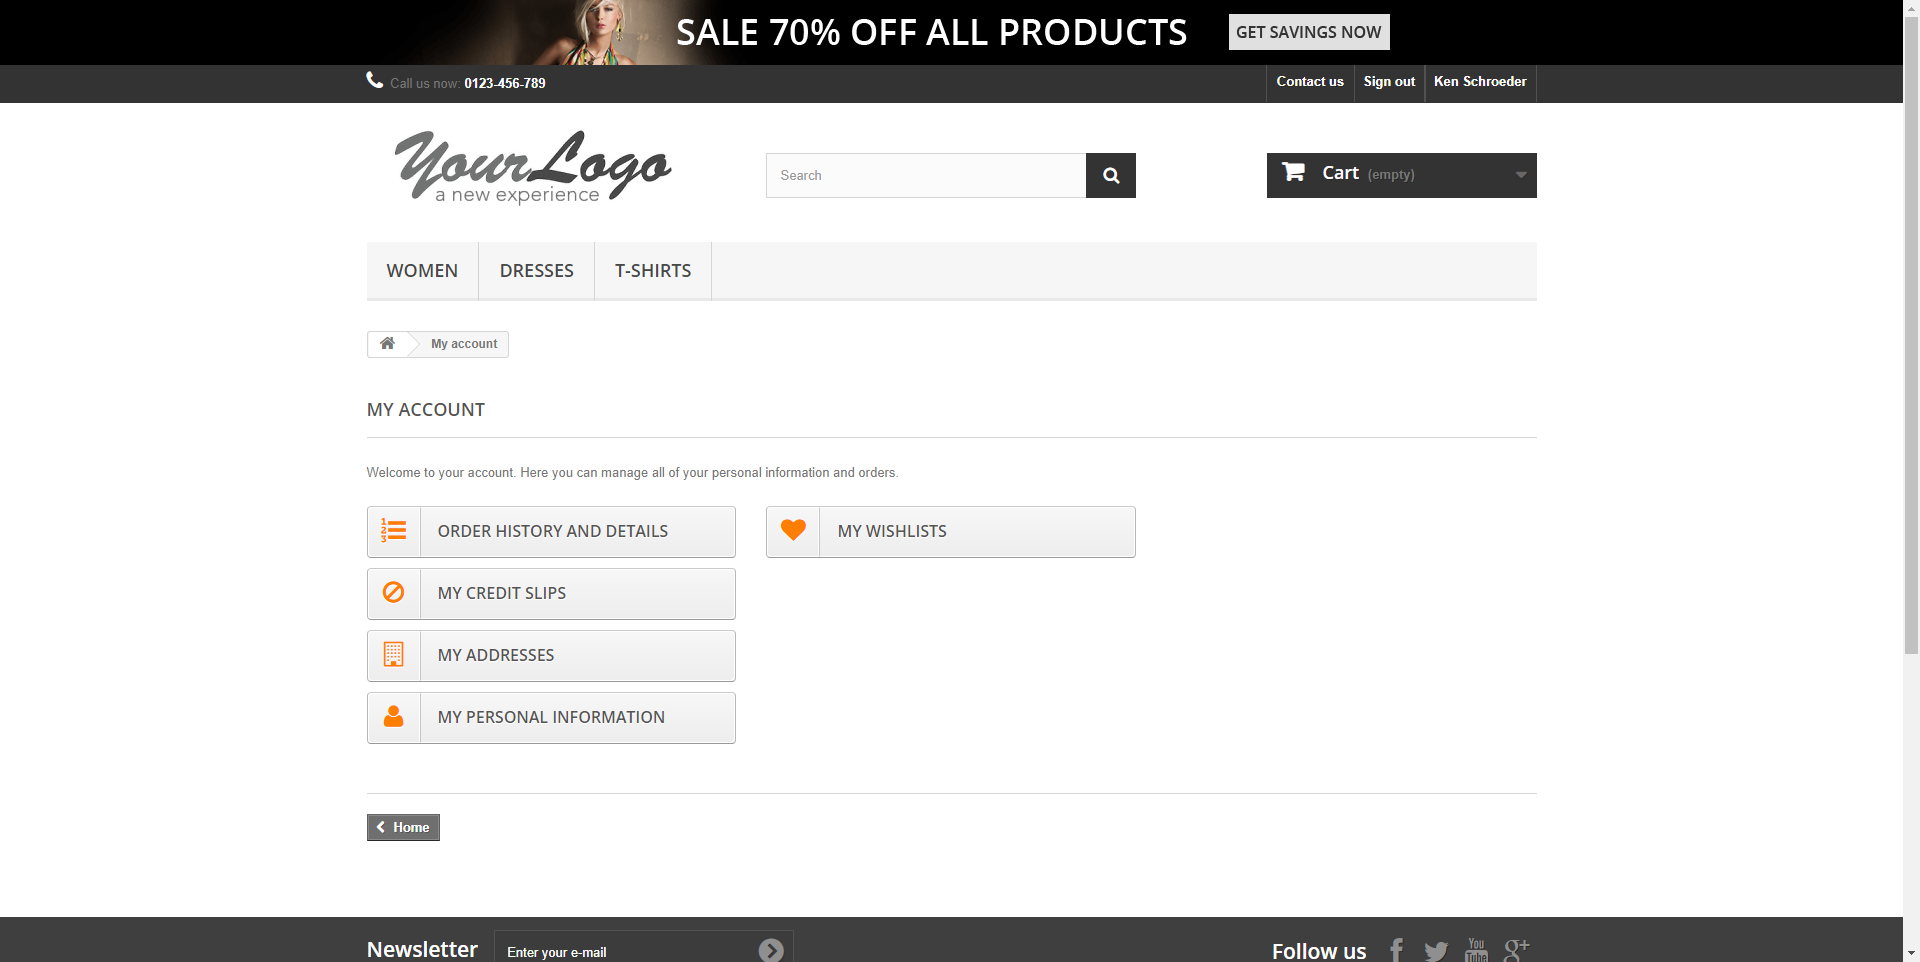 SALE 70% OFF ALL PRODUCTS
GET SAVINGS NOW
Call us now: 0123-456-789
Contact us
Sign out
Ken Schroeder
YourLogo
a new experience
Search
Cart (empty)
WOMEN
DRESSES
T-SHIRTS
My account
MY ACCOUNT
Welcome to your account. Here you can manage all of your personal information and orders.
ORDER HISTORY AND DETAILS
MY WISHLISTS
MY CREDIT SLIPS
MY ADDRESSES
MY PERSONAL INFORMATION
Home
Newsletter
Enter your e-mail
Follow us